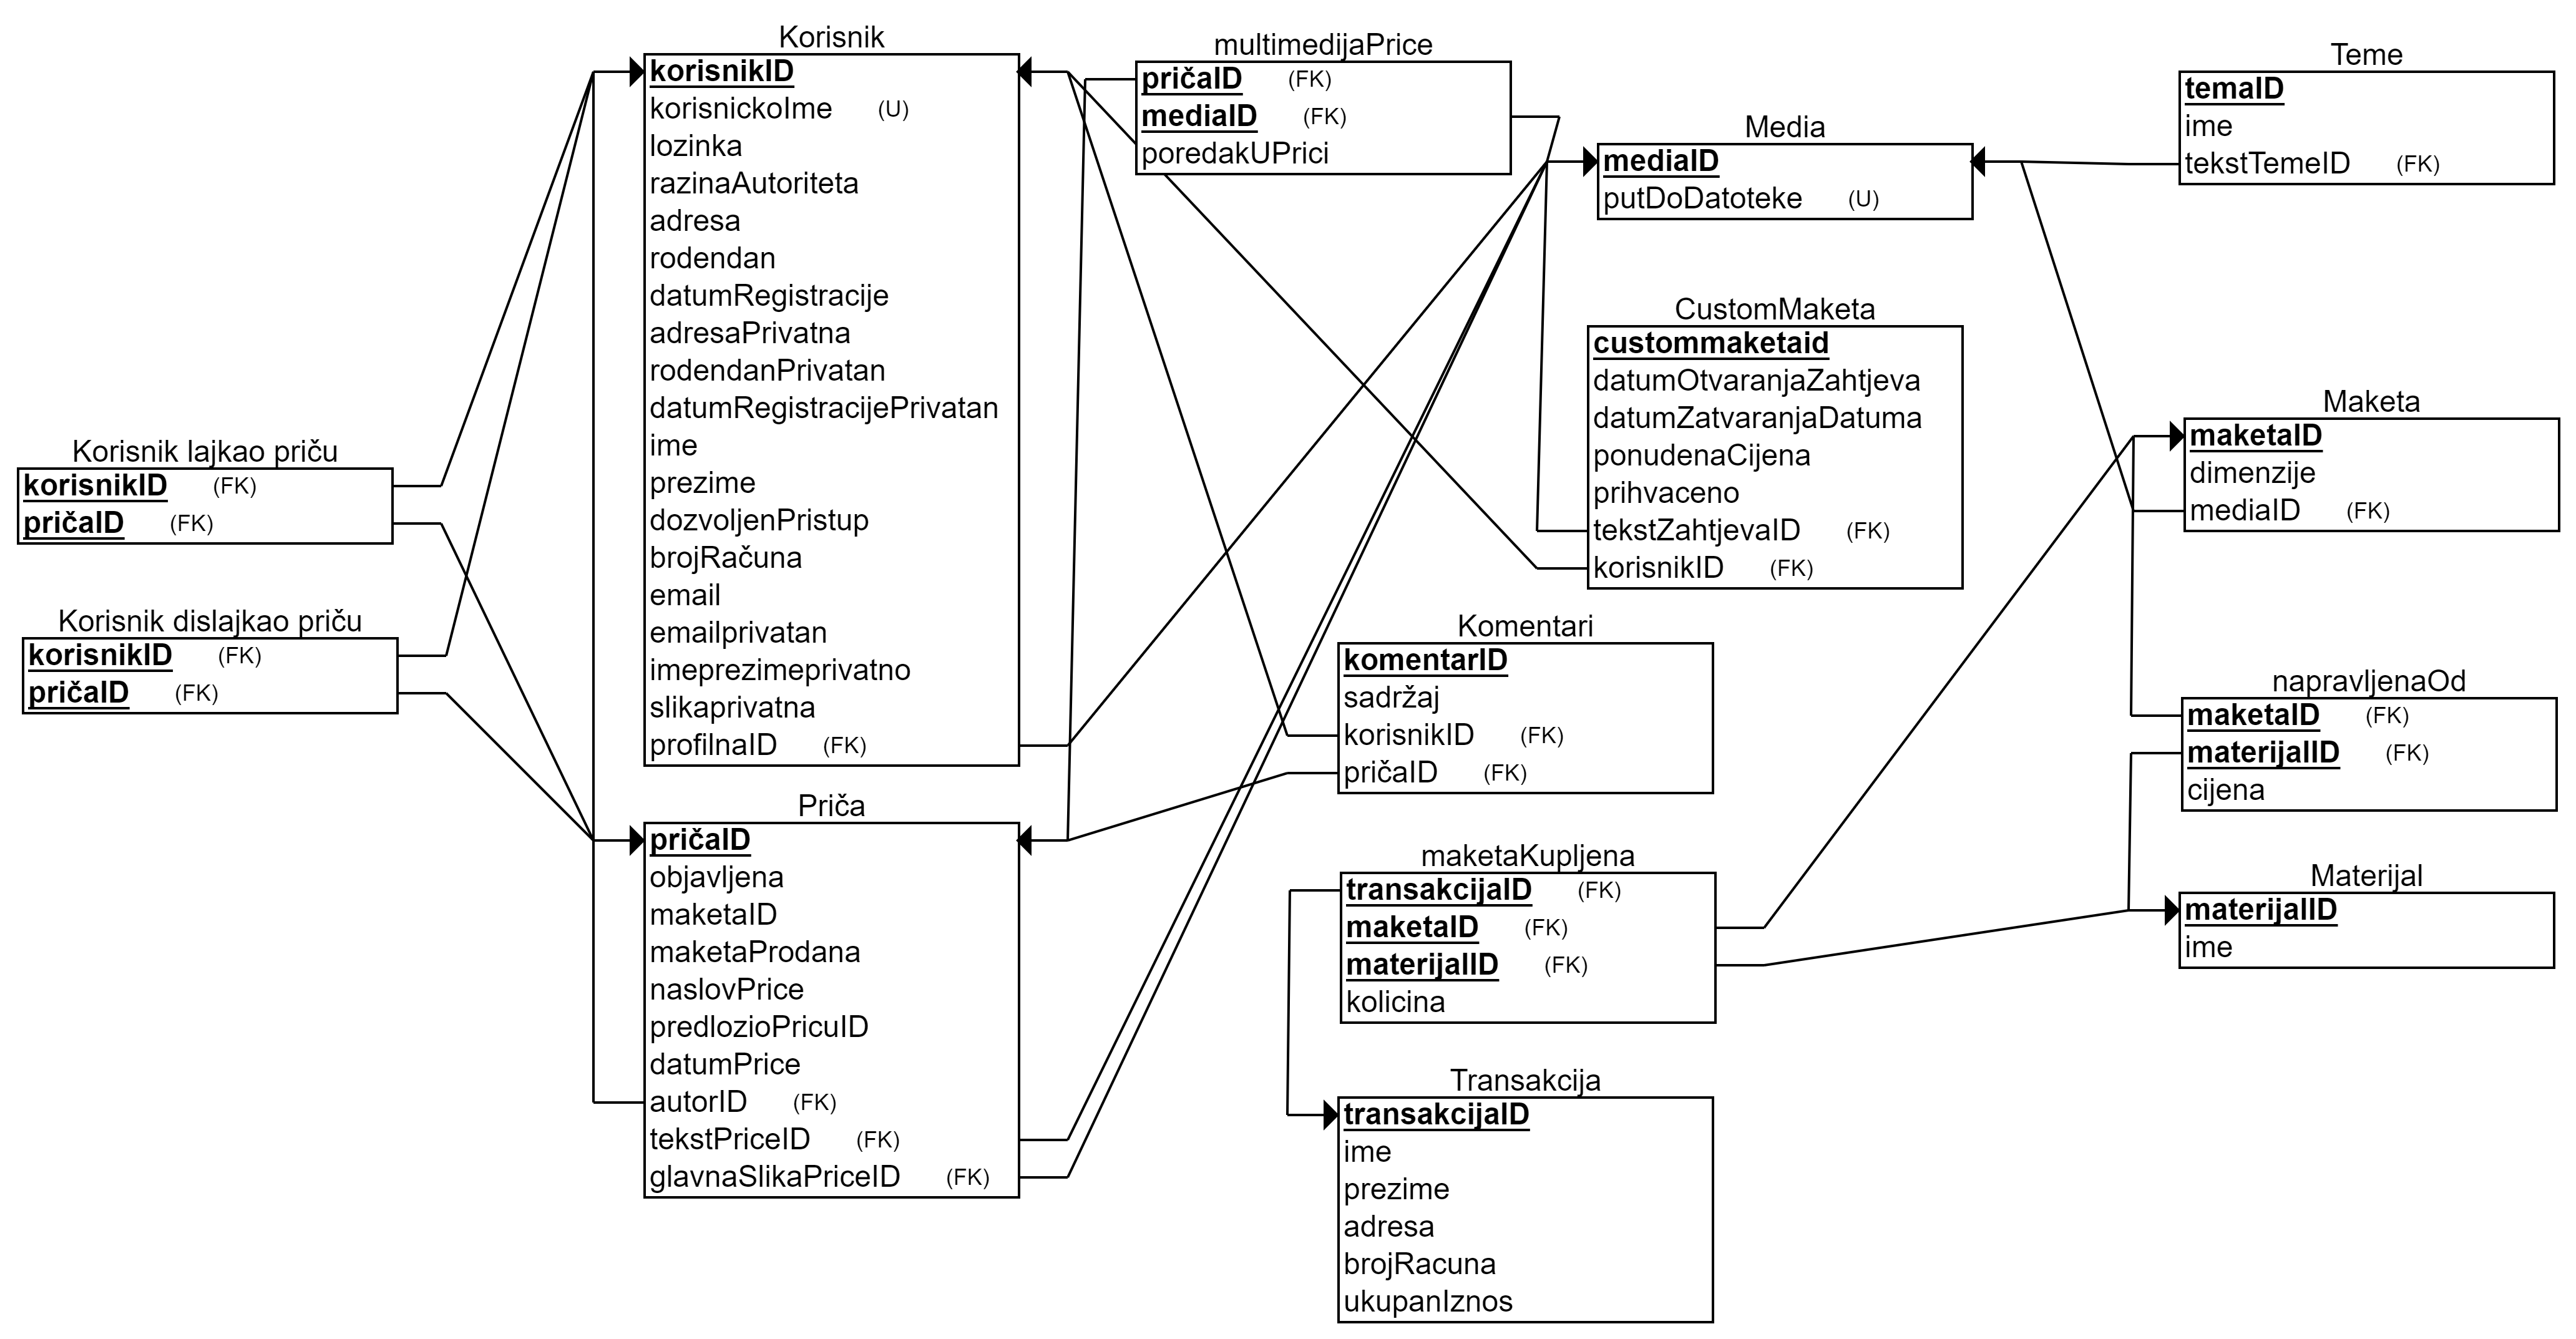 Korisnik
korisnikID
korisnickoIme (U)
lozinka
razinaAutoriteta
adresa
rodendan
datumRegistracije
adresaPrivatna
rodendanPrivatan
datumRegistracijePrivatan
ime
prezime
dozvoljenPristup
brojRačuna
email
emailprivatan
imeprezimeprivatno
slikaprivatna
profilnaID (FK)
multimedijaPrice
pričaID (FK)
mediaID (FK)
poredakUPrici
Media
mediaID
putDoDatoteke (U)
Teme
temaID
ime
tekstTemeID (FK)
CustomMaketa
custommaketaid
datumOtvaranjaZahtjeva
datumZatvaranjaDatuma
ponudenaCijena
prihvaceno
tekstZahtjevaID (FK)
korisnikID (FK)
Maketa
maketaID
dimenzije
mediaID (FK)
Korisnik lajkao priču
korisnikID (FK)
pričaID (FK)
Korisnik dislajkao priču
korisnikID (FK)
pričaID (FK)
Komentari
komentarID
sadržaj
korisnikID (FK)
pričaID (FK)
napravljenaOd
maketaID (FK)
materijalID (FK)
cijena
Priča
pričaID
objavljena
maketaID
maketaProdana
naslovPrice
predlozioPricuID
datumPrice
autorID (FK)
tekstPriceID (FK)
glavnaSlikaPriceID (FK)
maketaKupljena
transakcijaID (FK)
maketaID (FK)
materijalID (FK)
kolicina
Materijal
materijalID
ime
Transakcija
transakcijaID
ime
prezime
adresa
brojRacuna
ukupanIznos